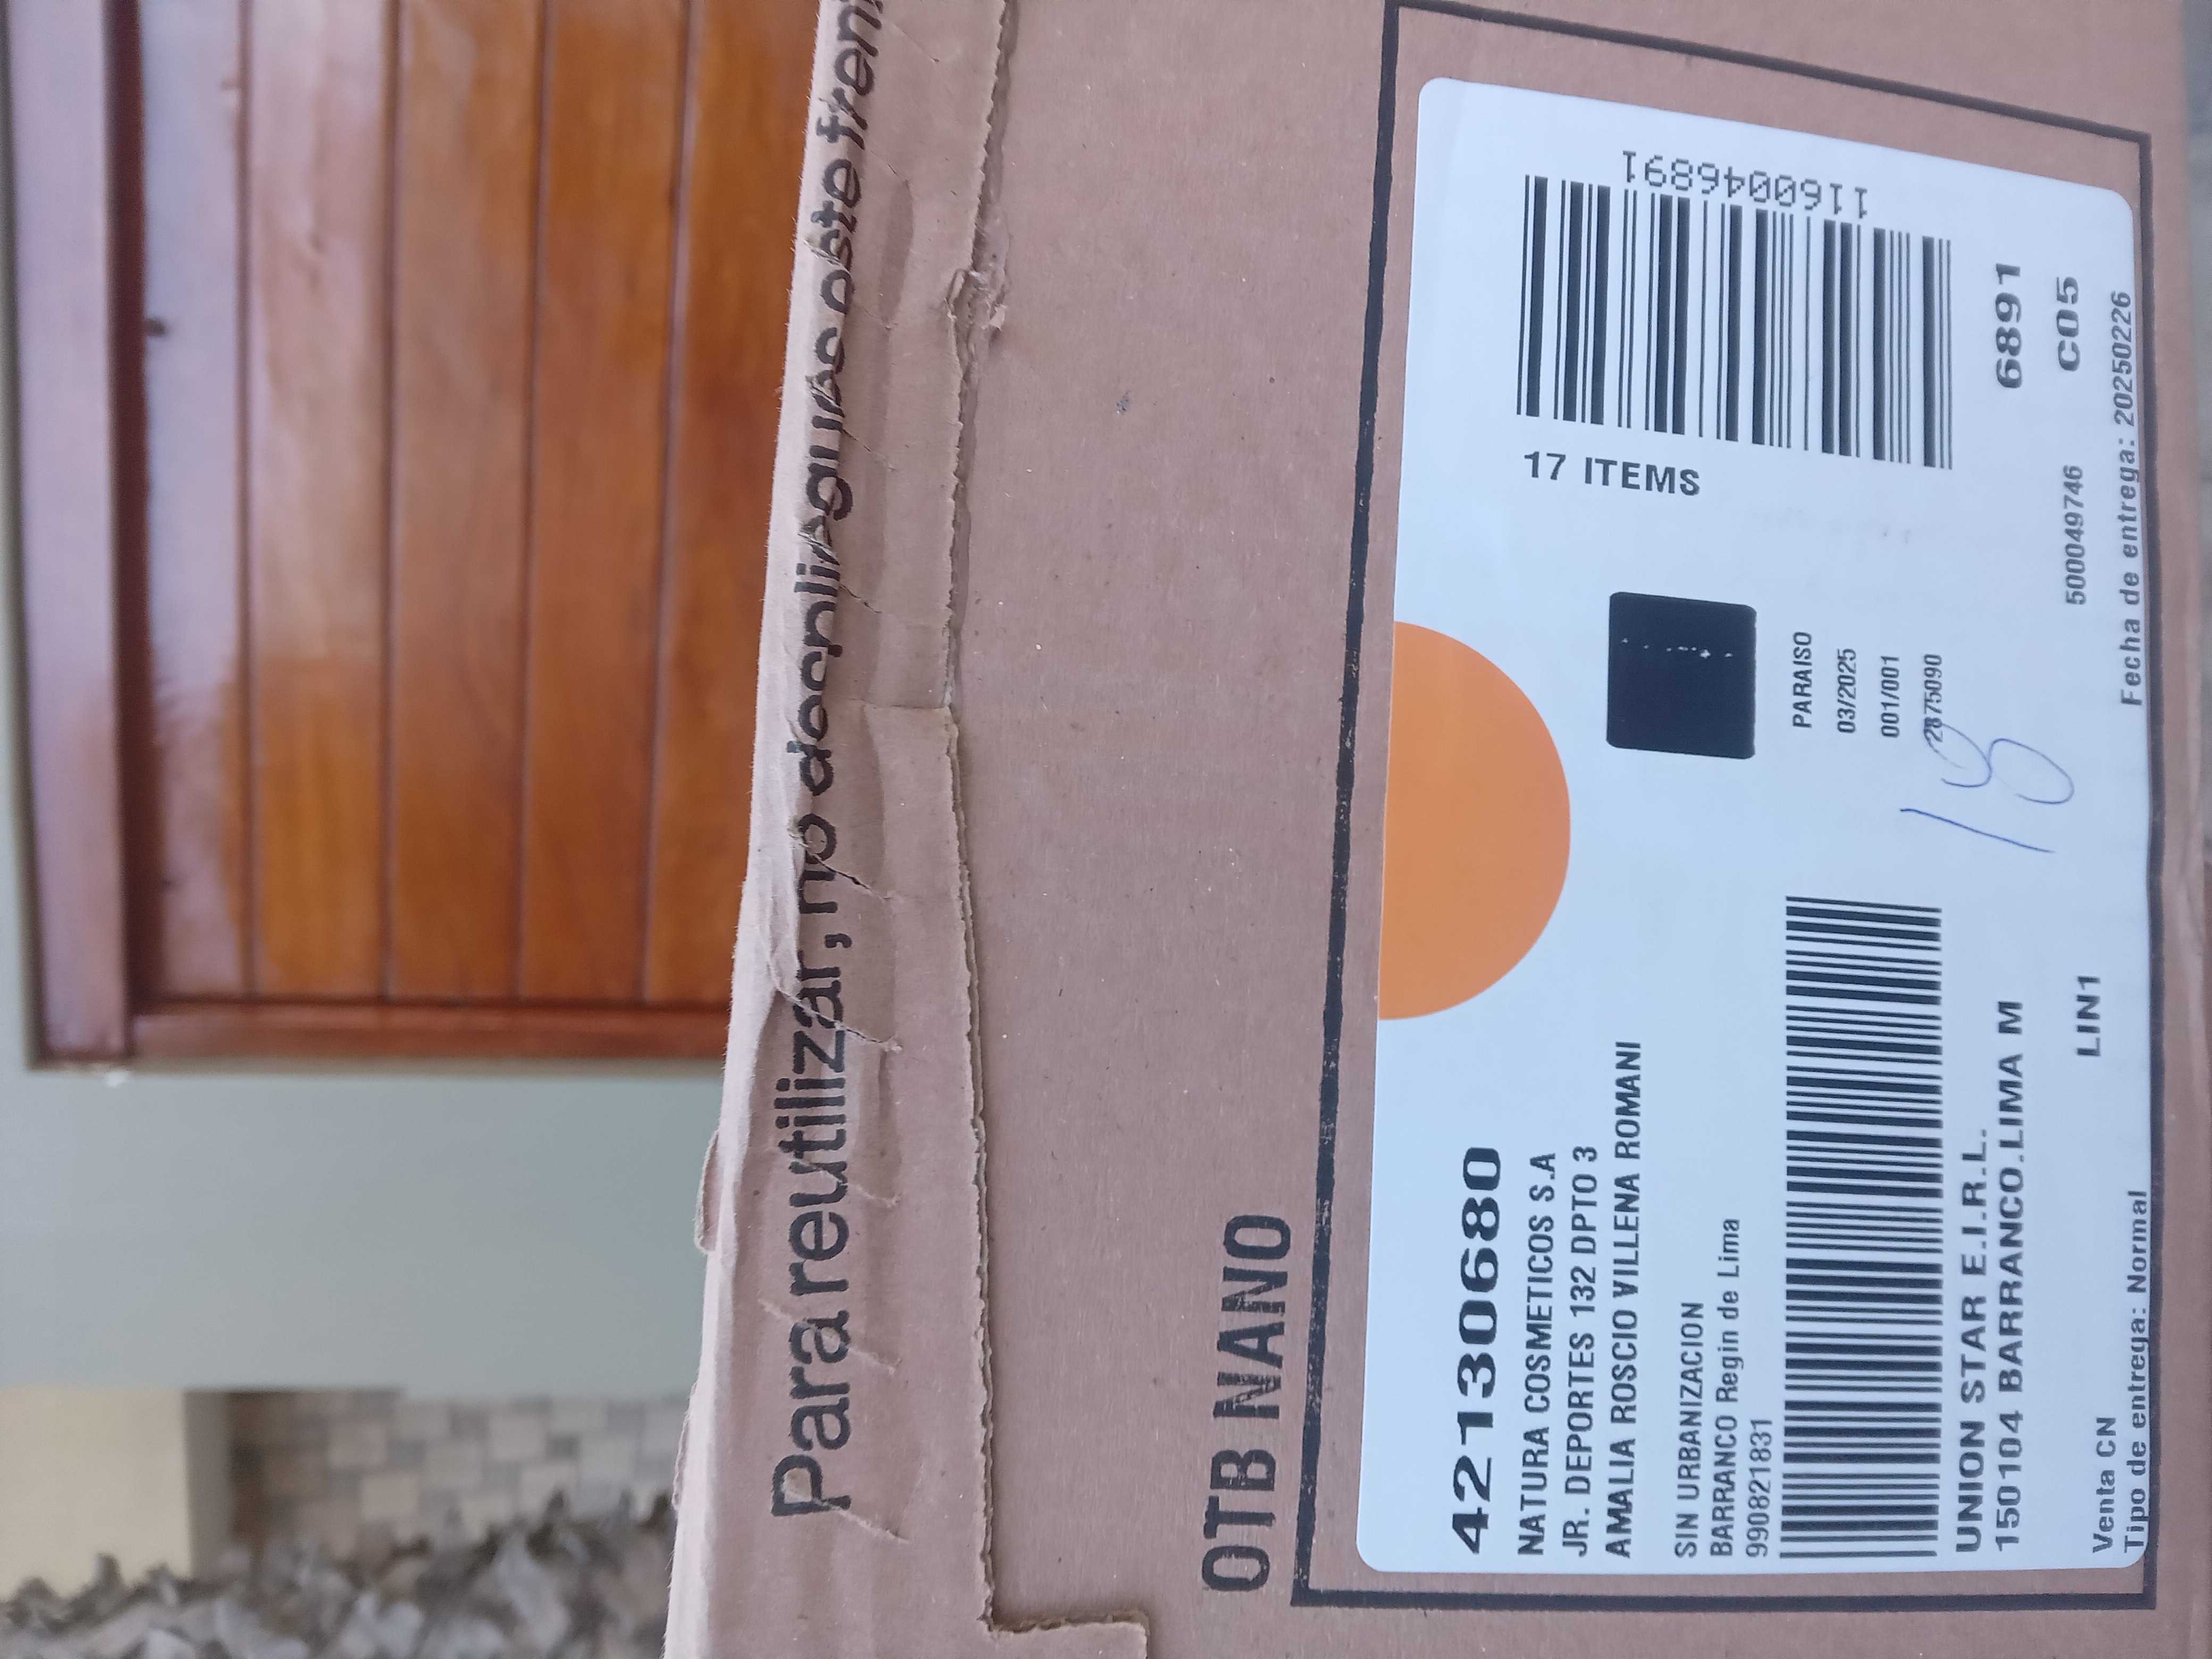 Para reutilizar, no despliegue este
OTB NANO
42130680
NATURA COSMETICOS S.A
JR. DEPORTES 132 DPTO 3
AMALIA ROSCIO VILLENA ROMANI
SIN URBANIZACION
BARRANCO Regin de Lima
990821831
UNION STAR E.I.R.L.
150104 BARRANCO.LIMA M
LIN1
Venta CN
Tipo de entrega: Normal
PARAISO
03/2025
001/001
2875090
18
17 ITEMS
1160046891
6891
500049746 C05
Fecha de entrega: 20250226